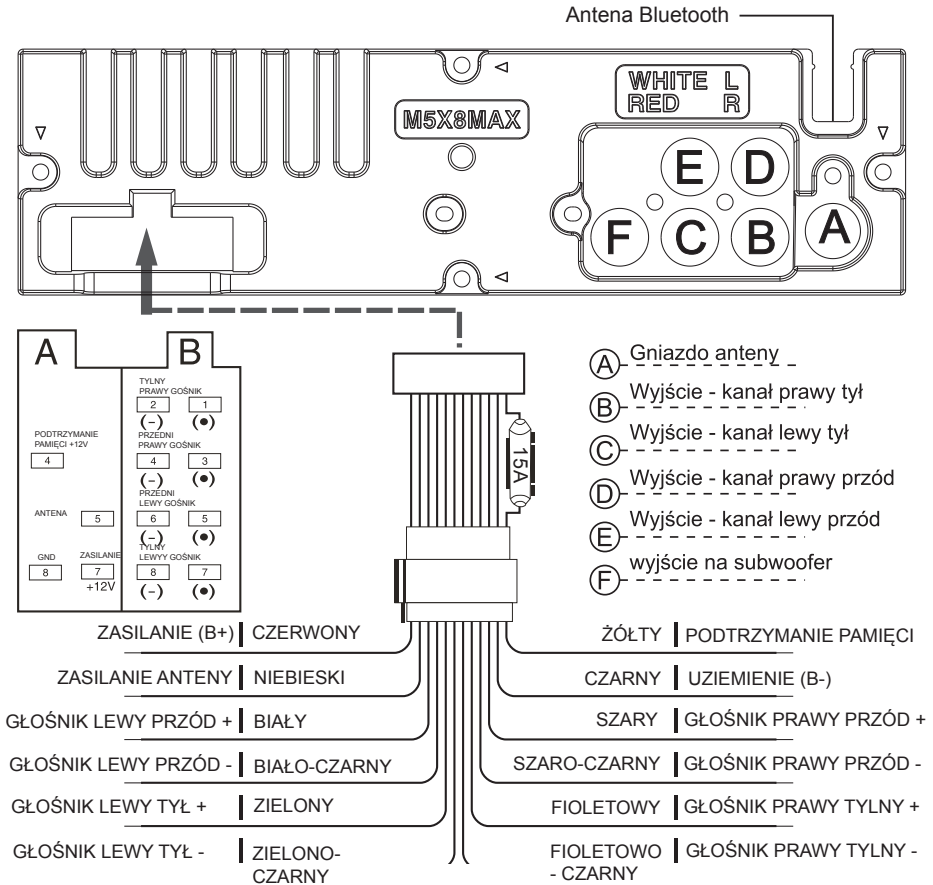 Antena Bluetooth
WHITE L
RED R
M5X8MAX
E D
F C B A
A B
TYLNY
PRAWY GOŚNIK
2 1
(-) (●)
PODTRZYMANIE
PAMIĘCI +12V
4
PRZEDNI
PRAWY GOŚNIK
4 3
(-) (●)
PRZEDNI
LEWY GOŚNIK
ANTENA 5
6 5
(-) (●)
TYLNY
LEWYY GOŚNIK
GND ZASILANIE
8 7
+12V
8 7
(-) (●)
15A
A Gniazdo anteny
B Wyjście - kanał prawy tył
C Wyjście - kanał lewy tył
D Wyjście - kanał prawy przód
E Wyjście - kanał lewy przód
F wyjście na subwoofer
ZASILANIE (B+) CZERWONY
ZASILANIE ANTENY NIEBIESKI
GŁOŚNIK LEWY PRZÓD + BIAŁY
GŁOŚNIK LEWY PRZÓD - BIAŁO-CZARNY
GŁOŚNIK LEWY TYŁ + ZIELONY
GŁOŚNIK LEWY TYŁ - ZIELONO-
CZARNY
ŻÓŁTY PODTRZYMANIE PAMIĘCI
CZARNY UZIEMIENIE (B-)
SZARY GŁOŚNIK PRAWY PRZÓD +
SZARO-CZARNY GŁOŚNIK PRAWY PRZÓD -
FIOLETOWY GŁOŚNIK PRAWY TYLNY +
FIOLETOWO GŁOŚNIK PRAWY TYLNY -
- CZARNY